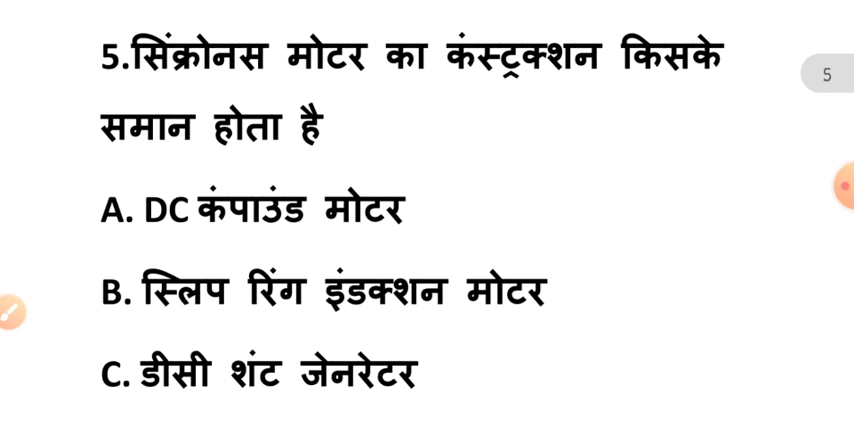 5.सिंक्रोनस मोटर का कंस्ट्रक्शन किसके
5
समान होता है
A. DC कंपाउंड मोटर
B. स्लिप रिंग इंडक्शन मोटर
C. डीसी शंट जेनरेटर